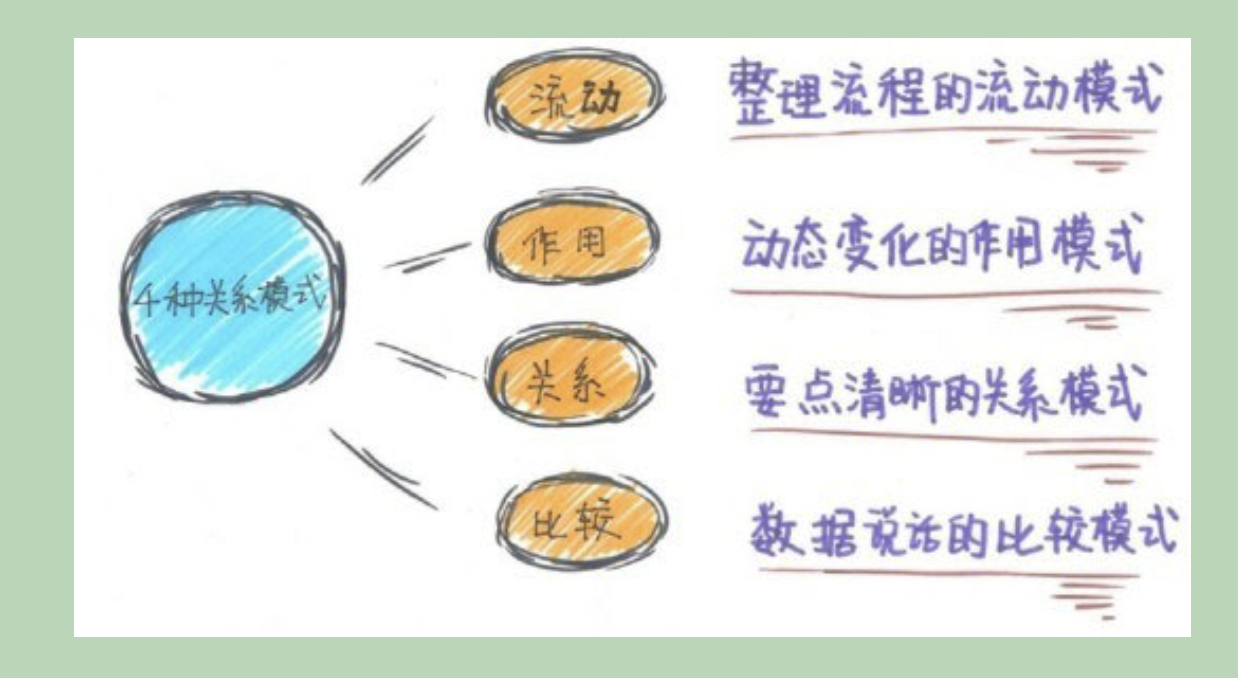 4种关系模式
流动
整理流程的流动模式
作用
动态变化的作用模式
关系
要点清晰的关系模式
比较
数据说话的比较模式